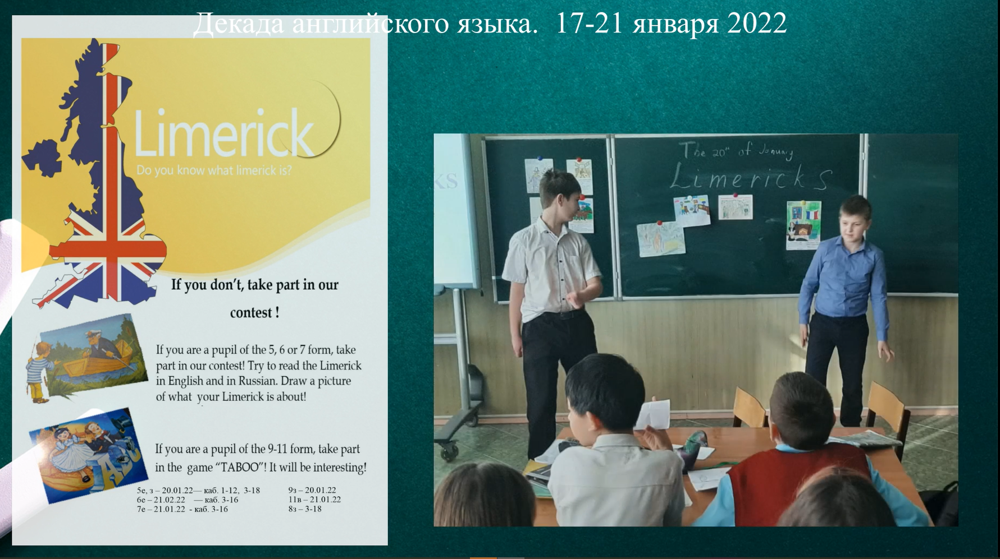 Декада английского языка.  17-21 января 2022
Limerick
Do you know what limerick is?
If you don’t, take part in our
contest !
If you are a pupil of the 5, 6 or 7 form, take
part in our contest! Try to read the Limerick
in English and in Russian. Draw a picture
of what  your Limerick is about!
If you are a pupil of the 9-11 form, take part
in the  game “TABOO”! It will be interesting!
5е, з – 20.01.22— каб. 1-12,  3-18
6е – 21.02.22    — каб. 3-16
7е – 21.01.22  - каб. 3-16
9з – 20.01.22
11в – 21.01.22
8з – 3-18
ABC
KS
The 20th of January
Limericks